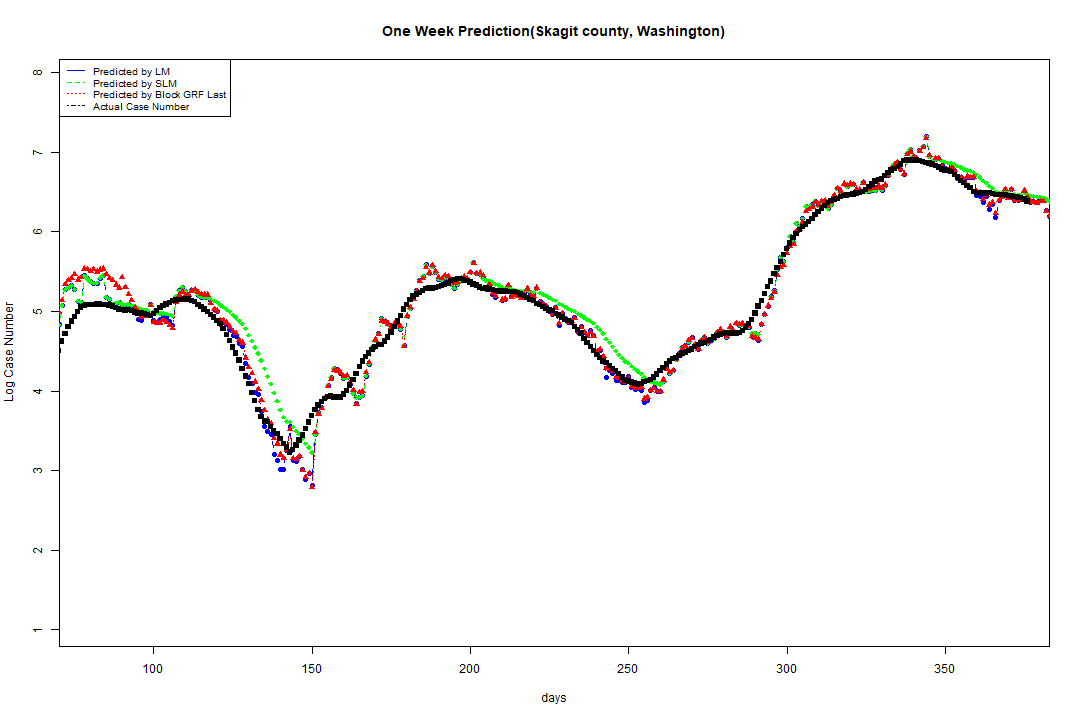 One Week Prediction(Skagit county, Washington)
Predicted by LM
Predicted by SLM
Predicted by Block GRF Last
Actual Case Number
8
7
6
5
4
3
2
1
Log Case Number
100 150 200 250 300 350
days